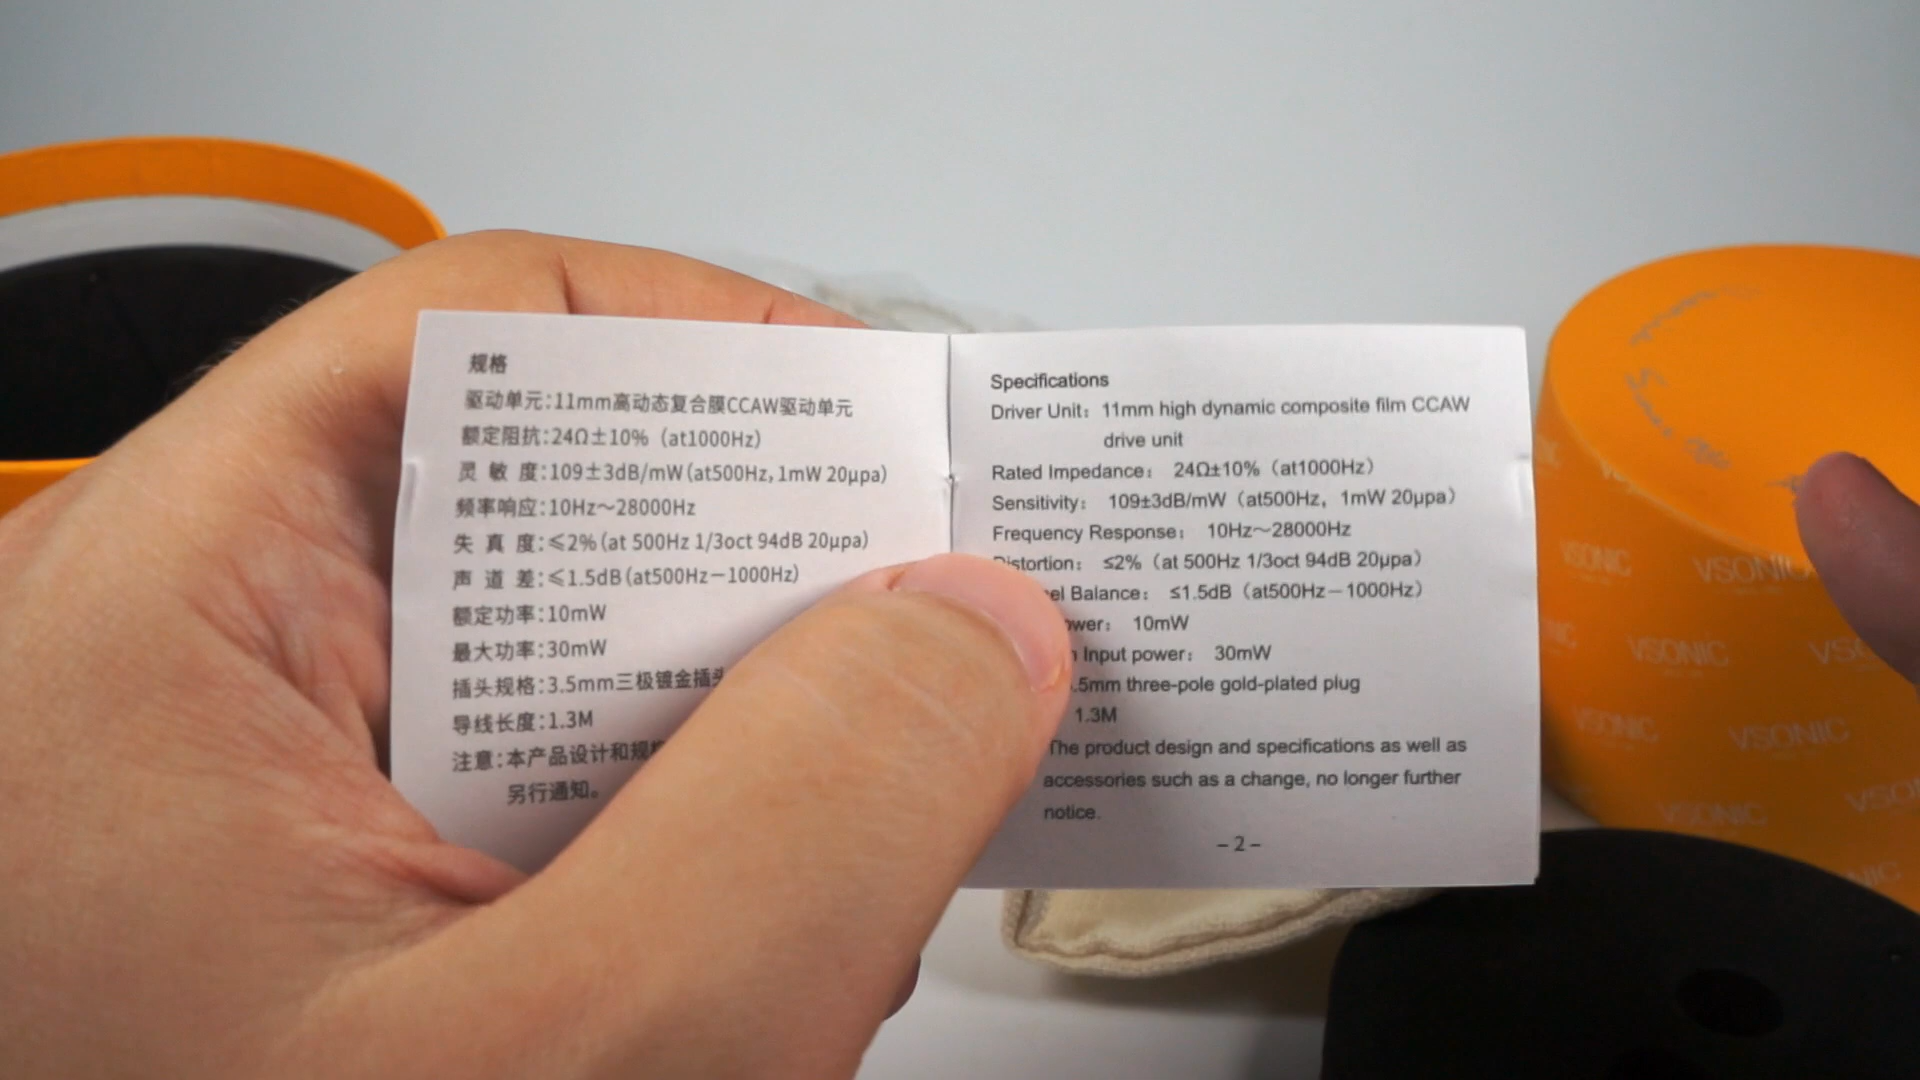 规格
驱动单元:11mm高动态复合膜CCAW驱动单元
额定阻抗:24Ω±10% (at1000Hz)
灵 敏 度:109±3dB/mW(at500Hz,1mW 20μpa)
频率响应:10Hz～28000Hz
失 真 度:≤2%(at 500Hz 1/3oct 94dB 20μpa)
声 道 差:≤1.5dB(at500Hz－1000Hz)
额定功率:10mW
最大功率:30mW
插头规格:3.5mm三极镀金插头
导线长度:1.3M
注意:本产品设计和规
另行通知。
Specifications
Driver Unit: 11mm high dynamic composite film CCAW
drive unit
Rated Impedance: 24Ω±10% (at1000Hz)
Sensitivity: 109±3dB/mW (at500Hz, 1mW 20μpa)
Frequency Response: 10Hz～28000Hz
Distortion: ≤2% (at 500Hz 1/3oct 94dB 20μpa)
Balance: ≤1.5dB (at500Hz－1000Hz)
10mW
Input power: 30mW
.5mm three-pole gold-plated plug
1.3M
The product design and specifications as well as
accessories such as a change, no longer further
notice.
–2–
VSONIC
VSONIC
VSONIC
VSONIC
VSONIC
VSONIC